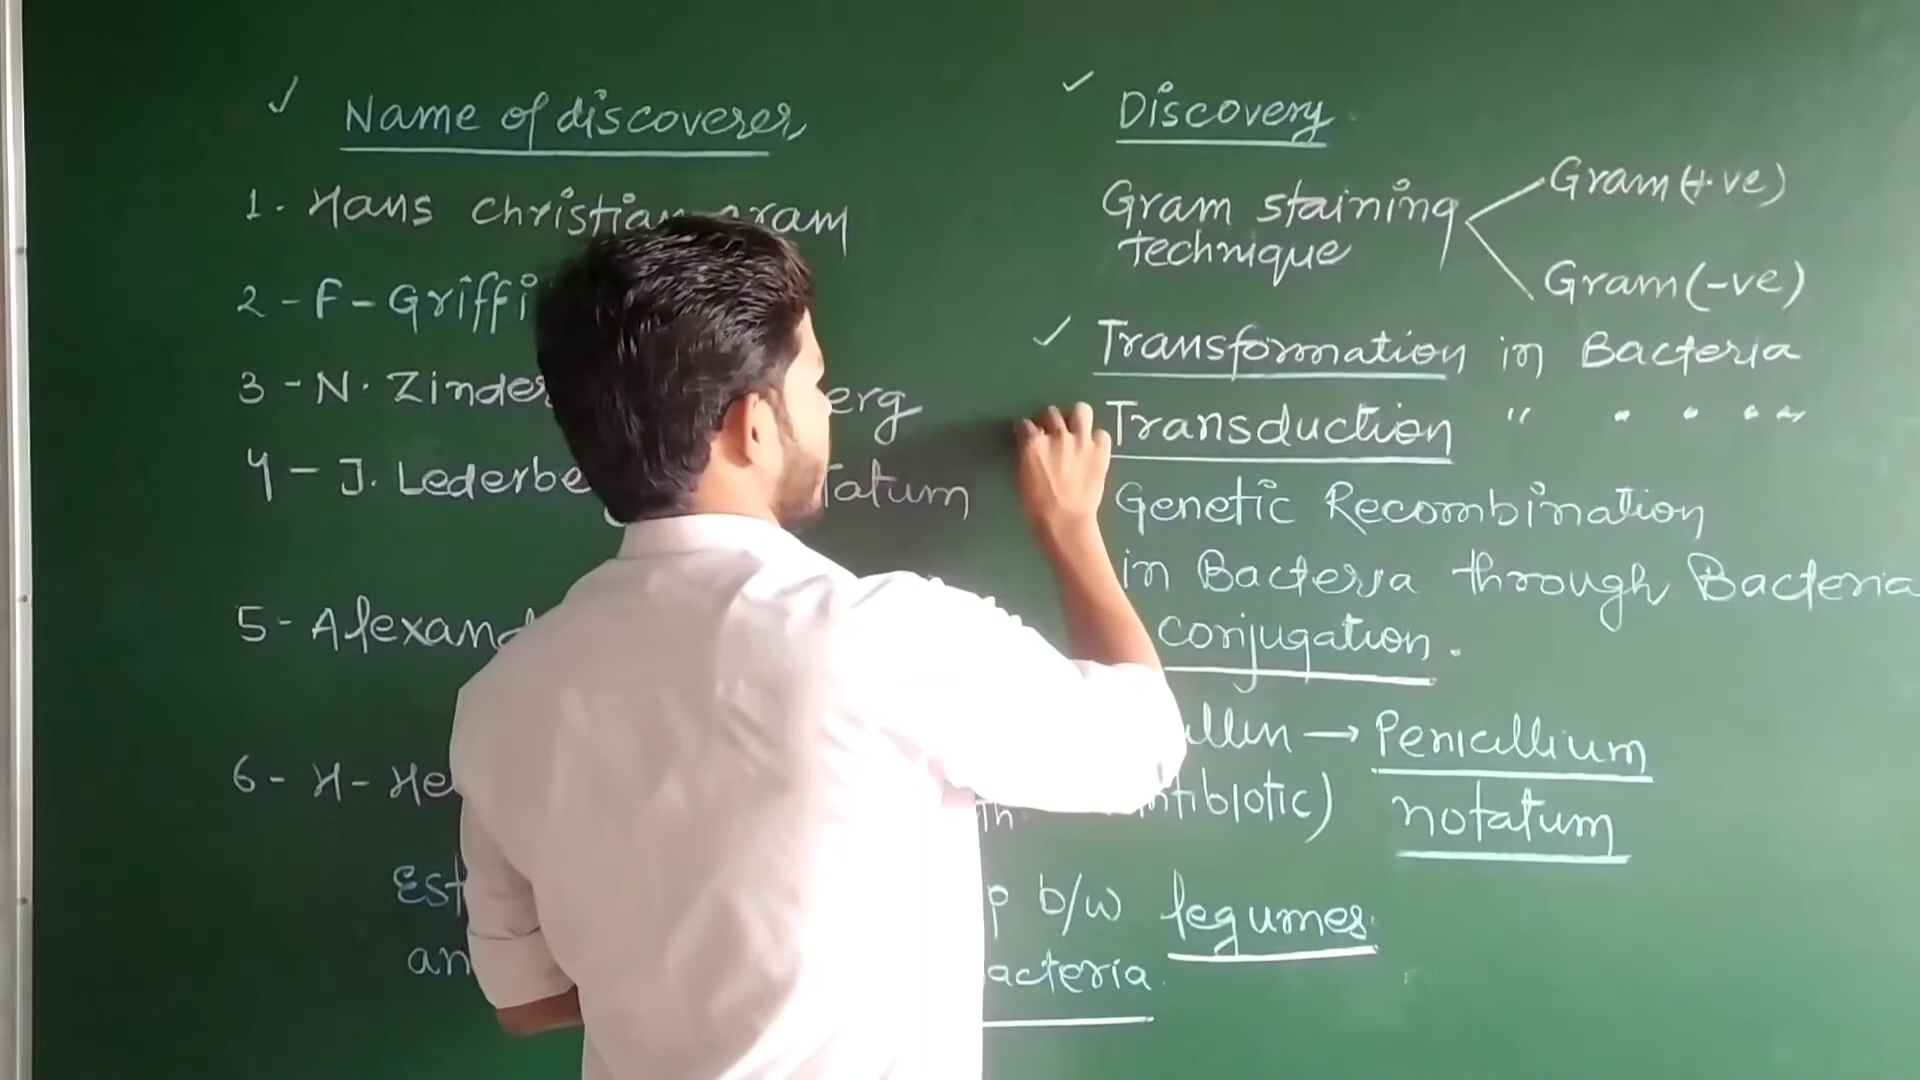 ✓ Name of discoverer
✓ Discovery
1. Hans christian gram
Gram staining technique
Gram (+ve)
Gram (-ve)
2 - F - Griffi
✓ Transformation in Bacteria
3 - N. Zinder erg
Transduction " " " " "
4 - J. Lederbe Tatum
Genetic Recombination
in Bacteria through Bacteria
conjugation.
5 - Alexand
illin → Penicillium
notatum
ntibiotic)
6 - H - He th
Est p b/w legumes
an acteria.